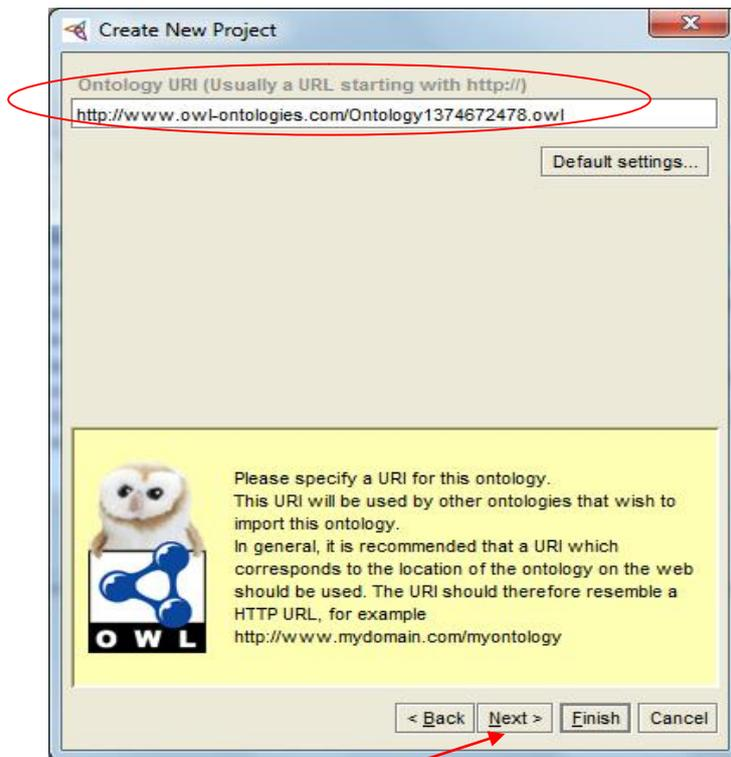 Create New Project
Ontology URI (Usually a URL starting with http://)
http://www.owl-ontologies.com/Ontology1374672478.owl
Default settings...
Please specify a URI for this ontology.
This URI will be used by other ontologies that wish to
import this ontology.
In general, it is recommended that a URI which
corresponds to the location of the ontology on the web
should be used. The URI should therefore resemble a
HTTP URL, for example
http://www.mydomain.com/myontology
OWL
< Back Next > Finish Cancel